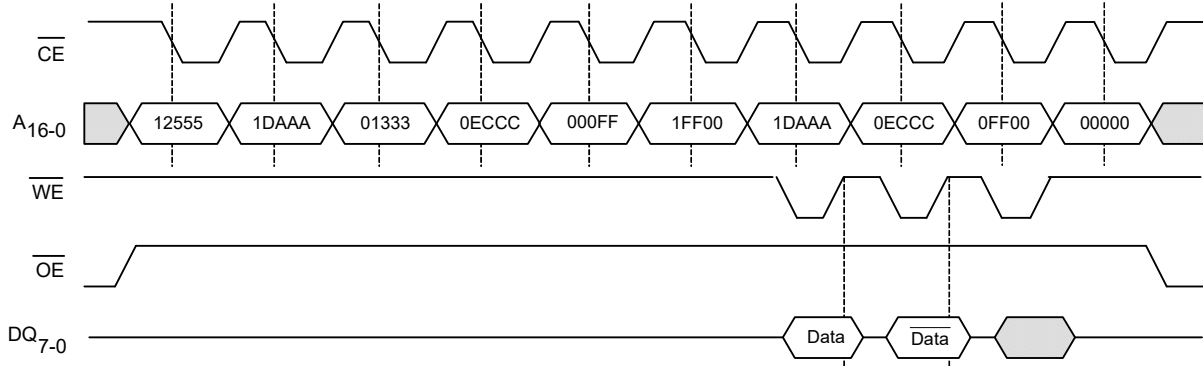 CE
A16-0 12555 1DAAA 01333 0ECCC 000FF 1FF00 1DAAA 0ECCC 0FF00 00000
WE
OE
DQ7-0 Data Data